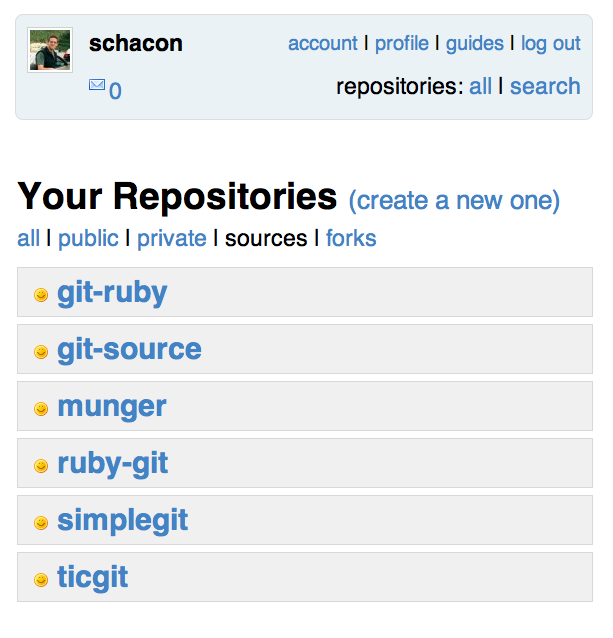 schacon
account | profile | guides | log out
0
repositories: all | search
Your Repositories (create a new one)
all | public | private | sources | forks
git-ruby
git-source
munger
ruby-git
simplegit
ticgit